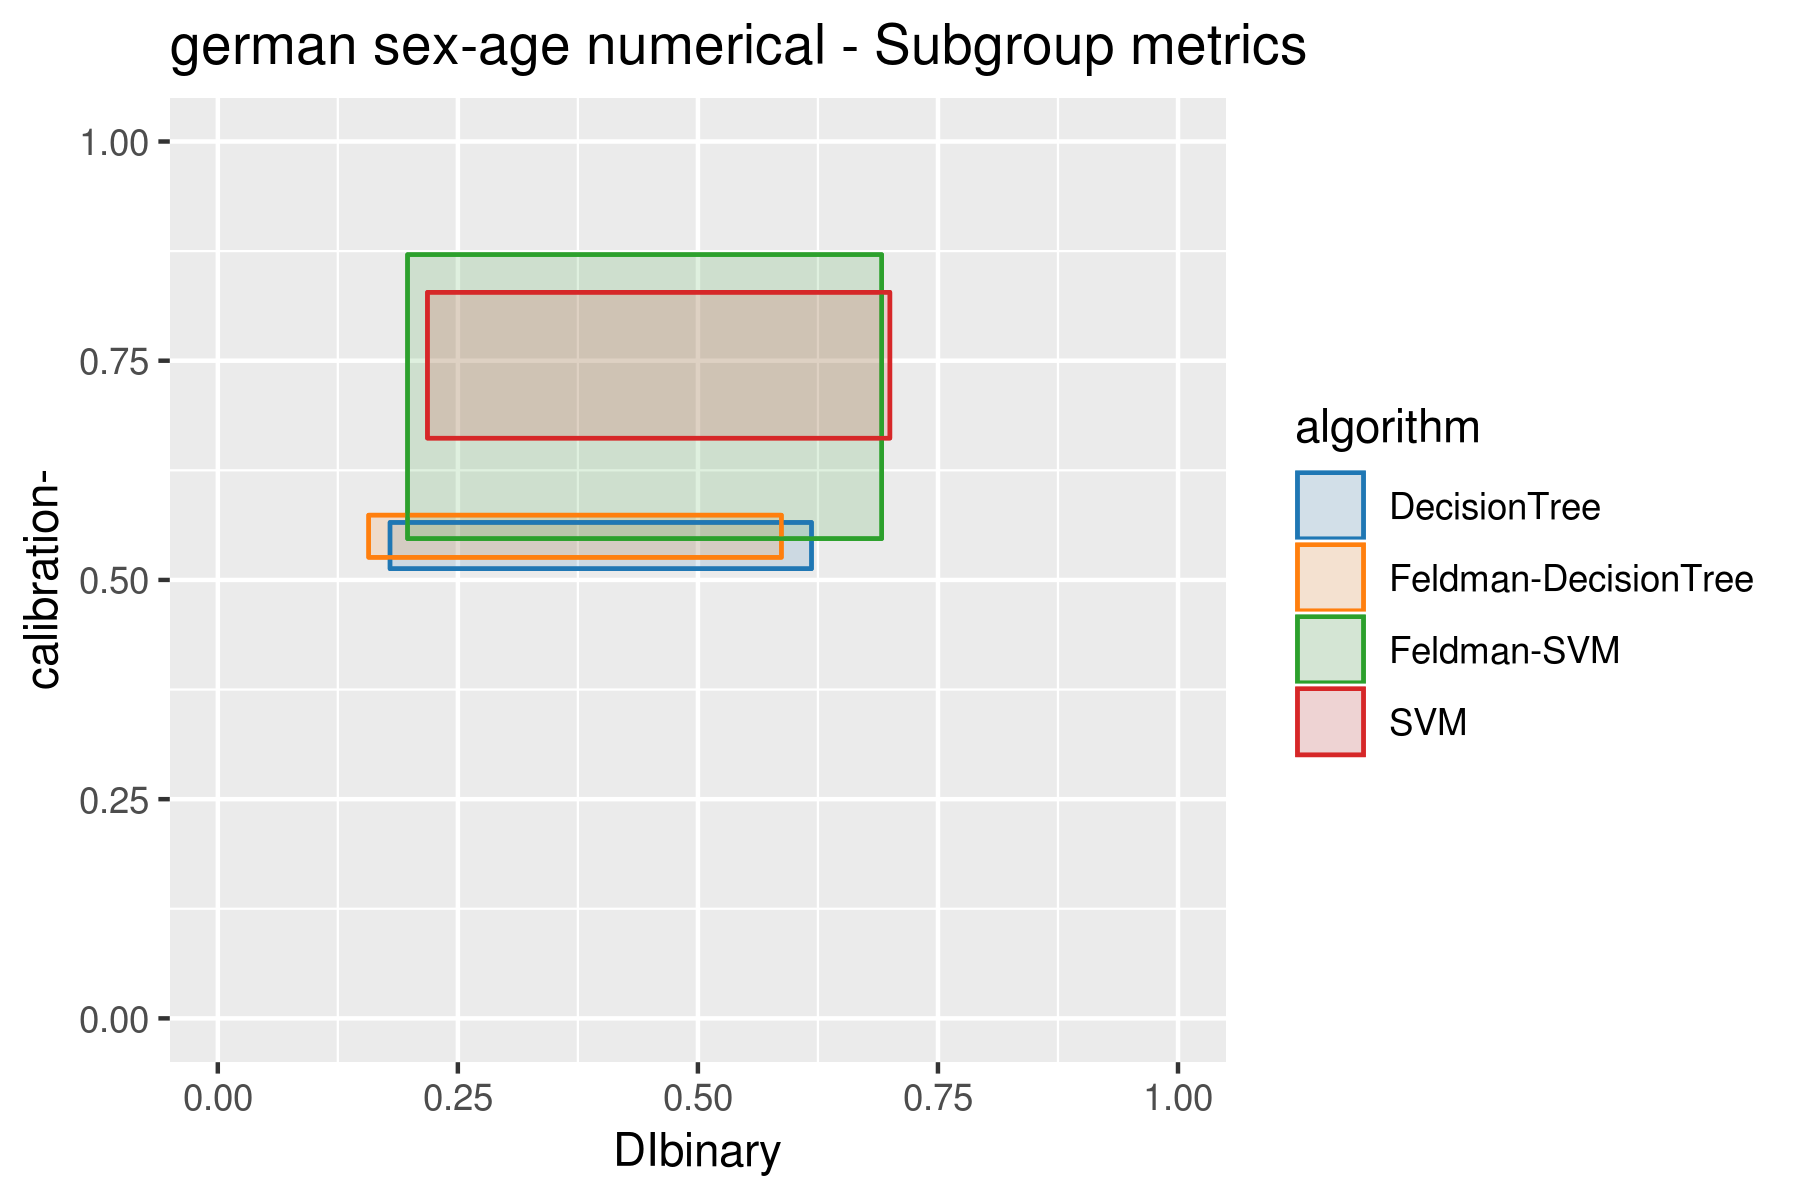 german sex-age numerical - Subgroup metrics
1.00
0.75
0.50
0.25
0.00
calibration-
0.00 0.25 0.50 0.75 1.00
DIbinary
algorithm
DecisionTree
Feldman-DecisionTree
Feldman-SVM
SVM